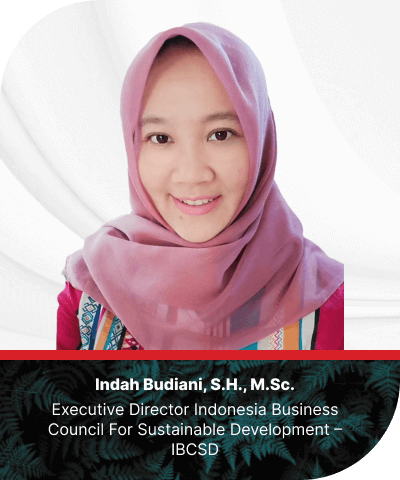 Indah Budiani, S.H., M.Sc.
Executive Director Indonesia Business
Council For Sustainable Development –
IBCSD